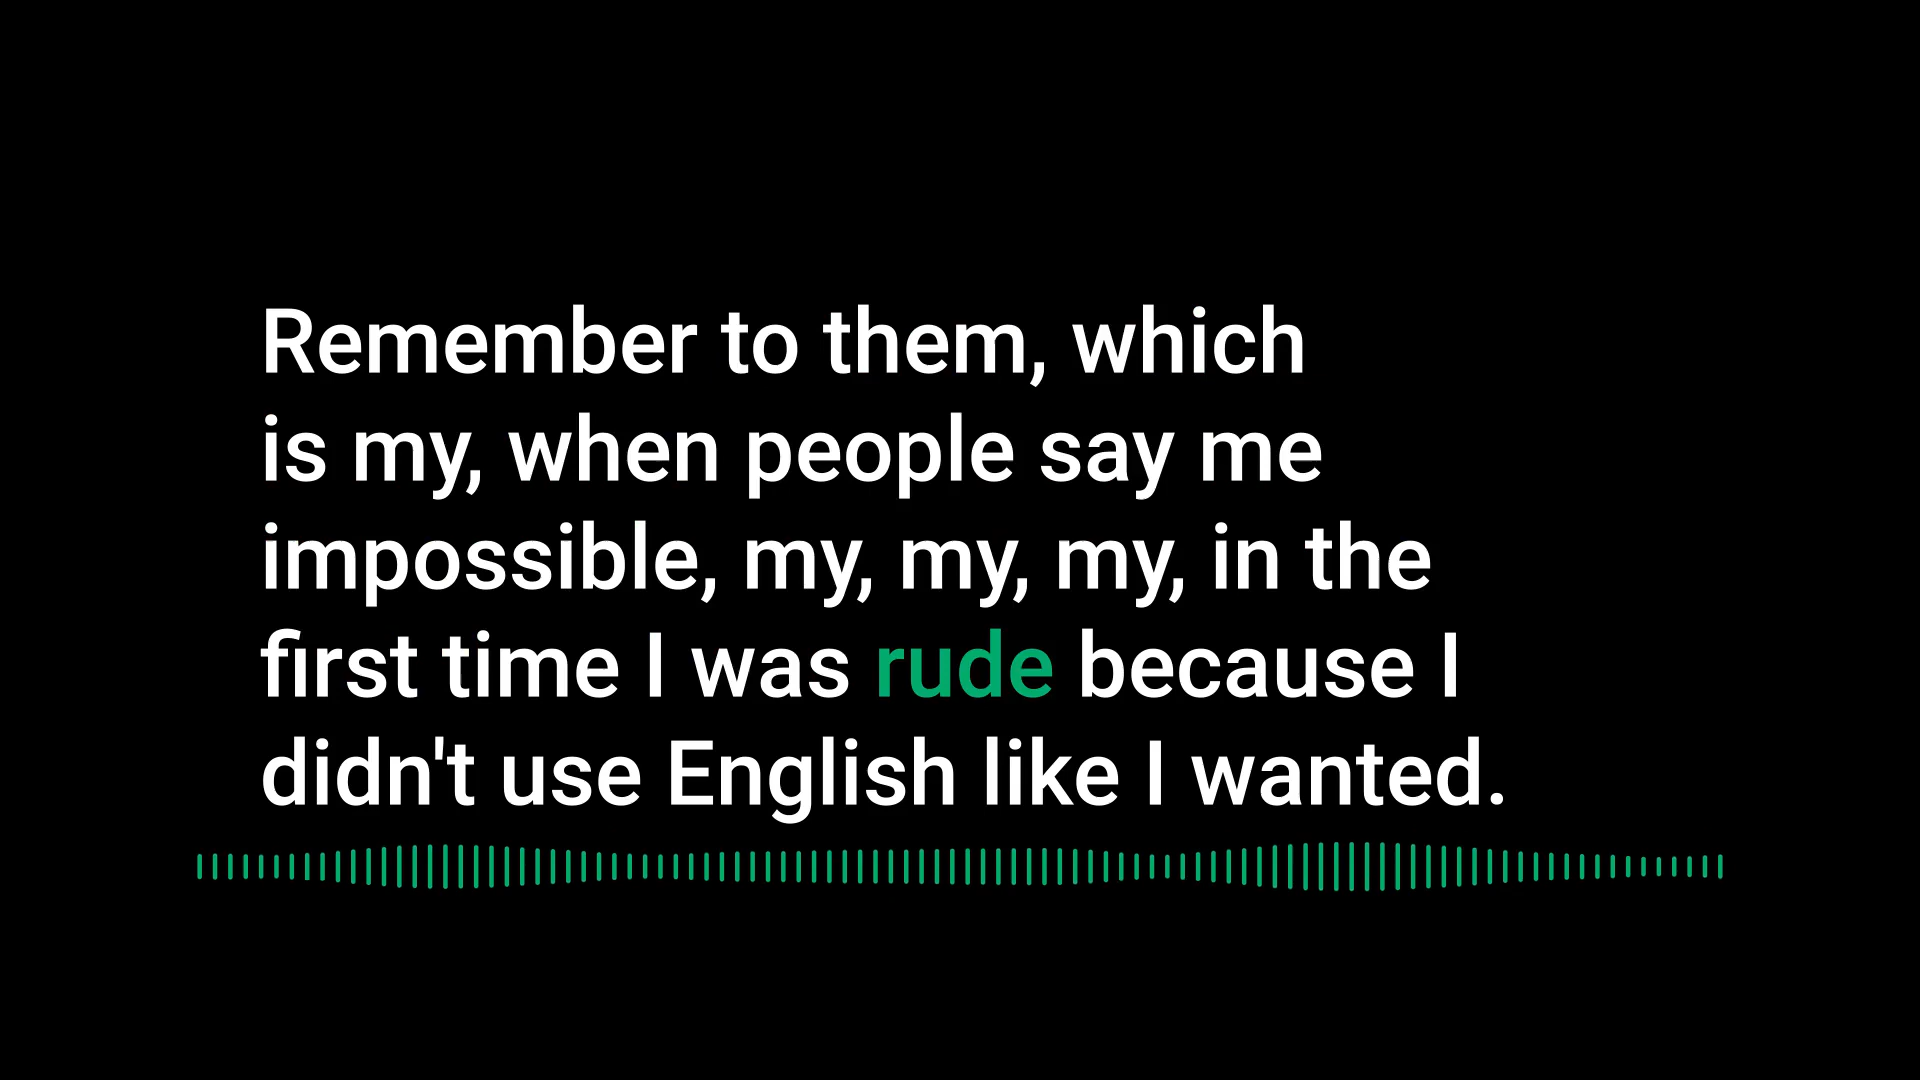 Remember to them, which
is my, when people say me
impossible, my, my, my, in the
first time I was rude because I
didn't use English like I wanted.